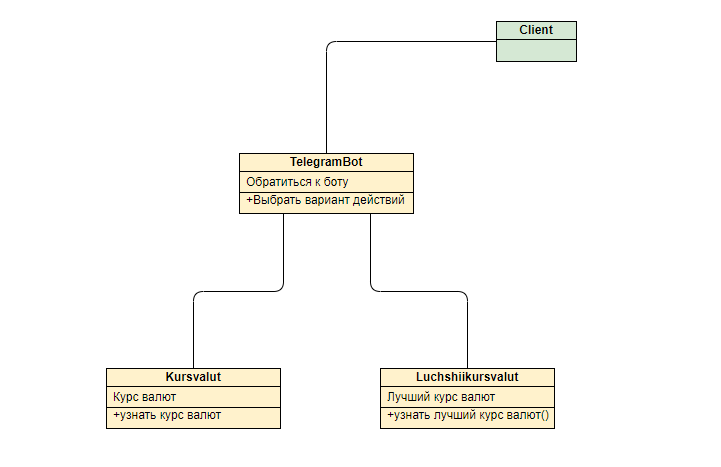 Client
TelegramBot
Обратиться к боту
+Выбрать вариант действий
Kursvalut
Курс валют
+узнать курс валют
Luchshiikursvalut
Лучший курс валют
+узнать лучший курс валют()